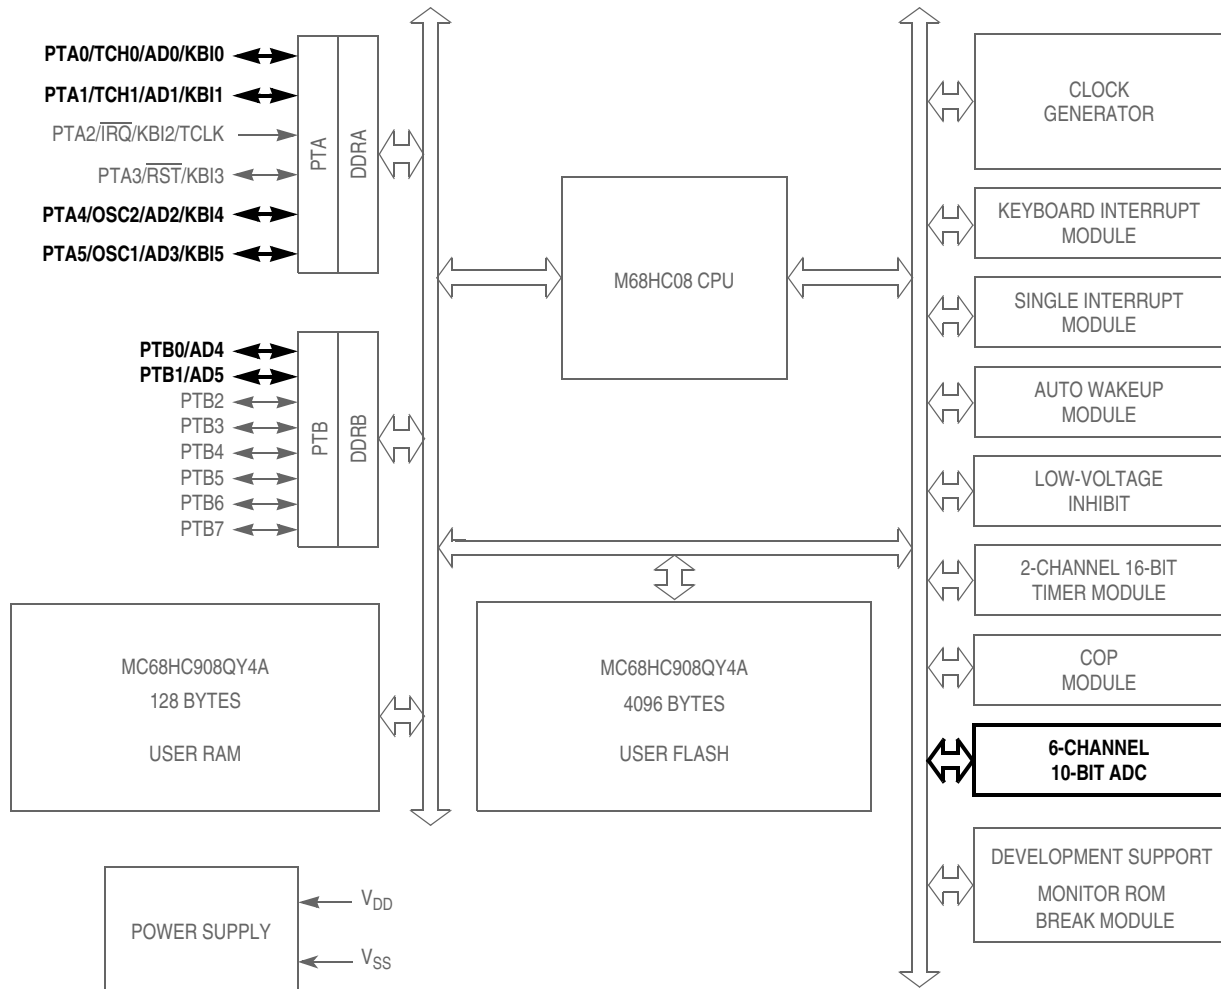 PTA0/TCH0/AD0/KBI0
PTA1/TCH1/AD1/KBI1
PTA2/IRQ/KBI2/TCLK
PTA3/RST/KBI3
PTA4/OSC2/AD2/KBI4
PTA5/OSC1/AD3/KBI5
PTA
DDRA
PTB0/AD4
PTB1/AD5
PTB2
PTB3
PTB4
PTB5
PTB6
PTB7
PTB
DDRB
M68HC08 CPU
CLOCK
GENERATOR
KEYBOARD INTERRUPT
MODULE
SINGLE INTERRUPT
MODULE
AUTO WAKEUP
MODULE
LOW-VOLTAGE
INHIBIT
2-CHANNEL 16-BIT
TIMER MODULE
COP
MODULE
6-CHANNEL
10-BIT ADC
DEVELOPMENT SUPPORT
MONITOR ROM
BREAK MODULE
MC68HC908QY4A
128 BYTES
USER RAM
MC68HC908QY4A
4096 BYTES
USER FLASH
POWER SUPPLY
VDD
VSS